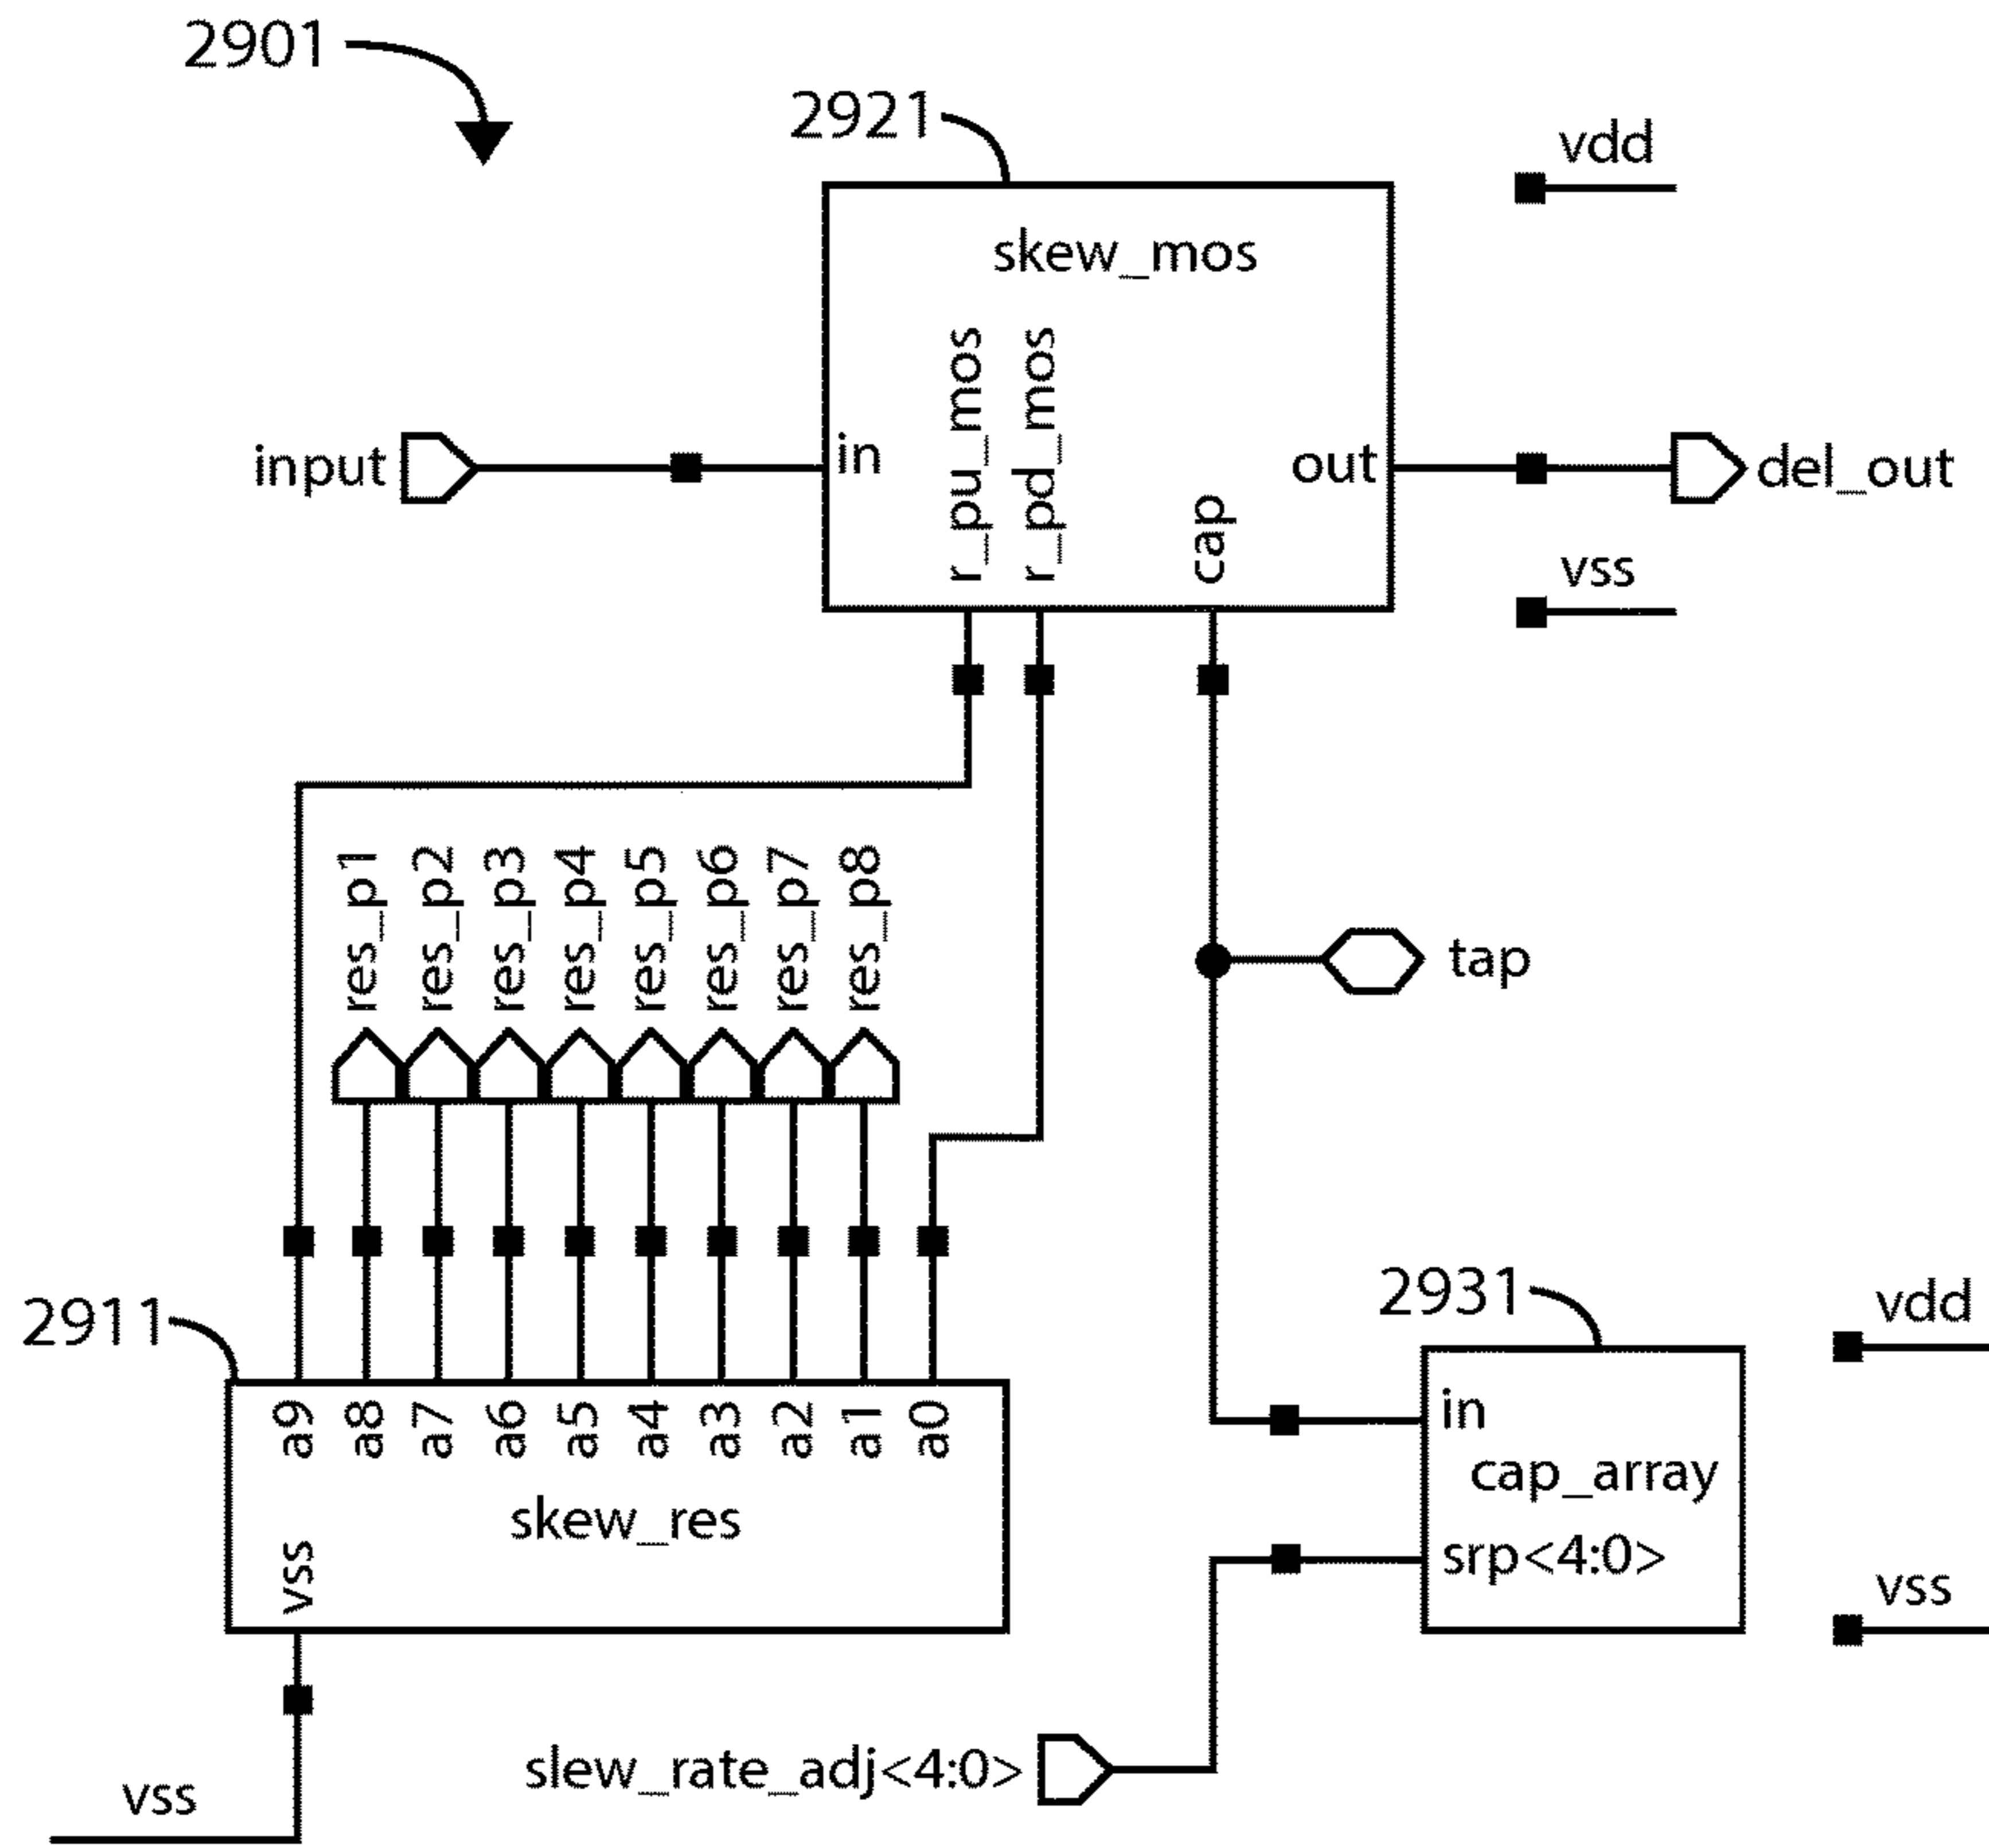 2901
2921
vdd
skew_mos
r_pu_mos
r_pd_mos
input
in
cap
out
del_out
vss
res_p1
res_p2
res_p3
res_p4
res_p5
res_p6
res_p7
res_p8
tap
2911
2931
vdd
a9
a8
a7
a6
a5
a4
a3
a2
a1
a0
in
cap_array
skew_res
srp<4:0>
vss
vss
slew_rate_adj<4:0>
vss